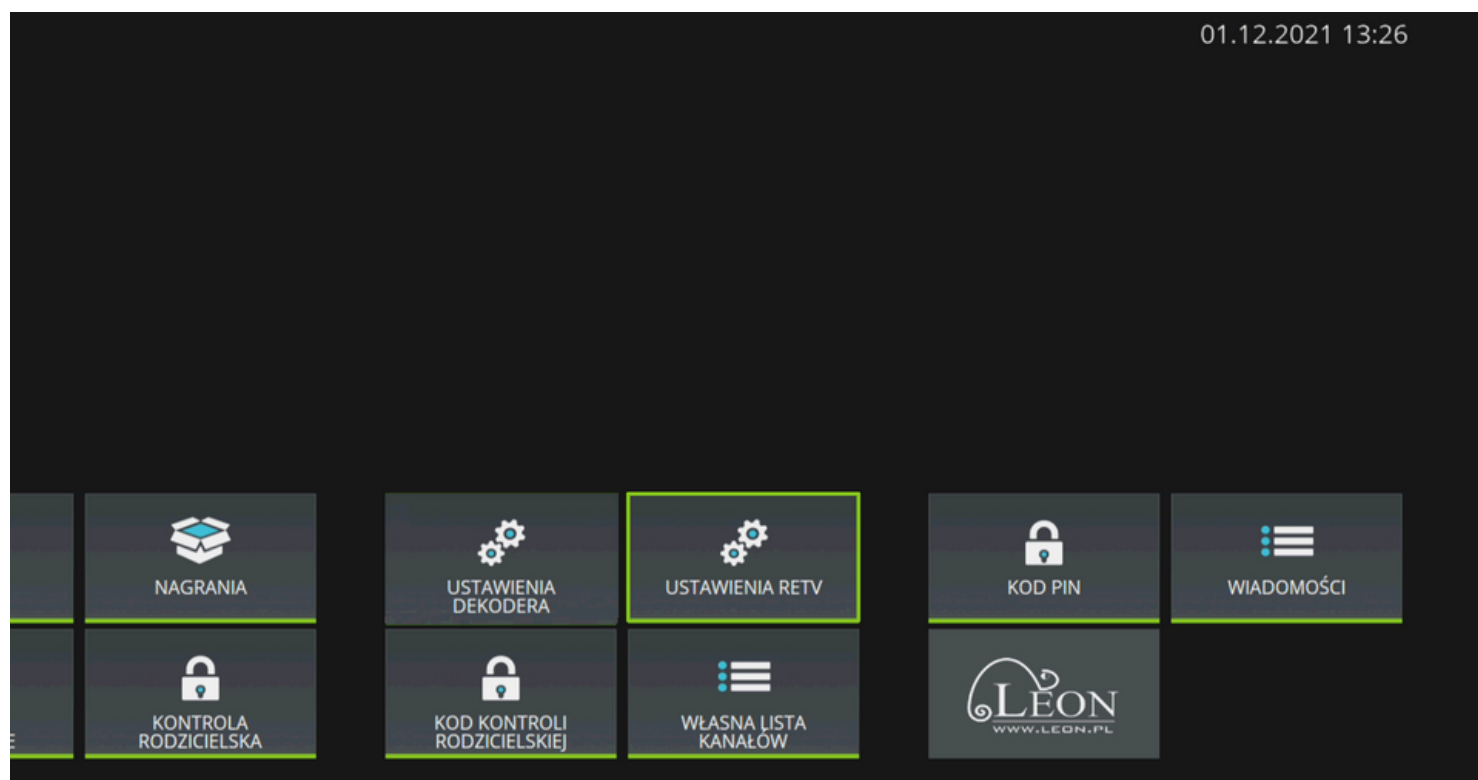 01.12.2021 13:26
NAGRANIA
USTAWIENIA
DEKODERA
USTAWIENIA RETV
KOD PIN
WIADOMOŚCI
E
KONTROLA
RODZICIELSKA
KOD KONTROLI
RODZICIELSKIEJ
WŁASNA LISTA
KANAŁÓW
LEON
WWW.LEON.PL